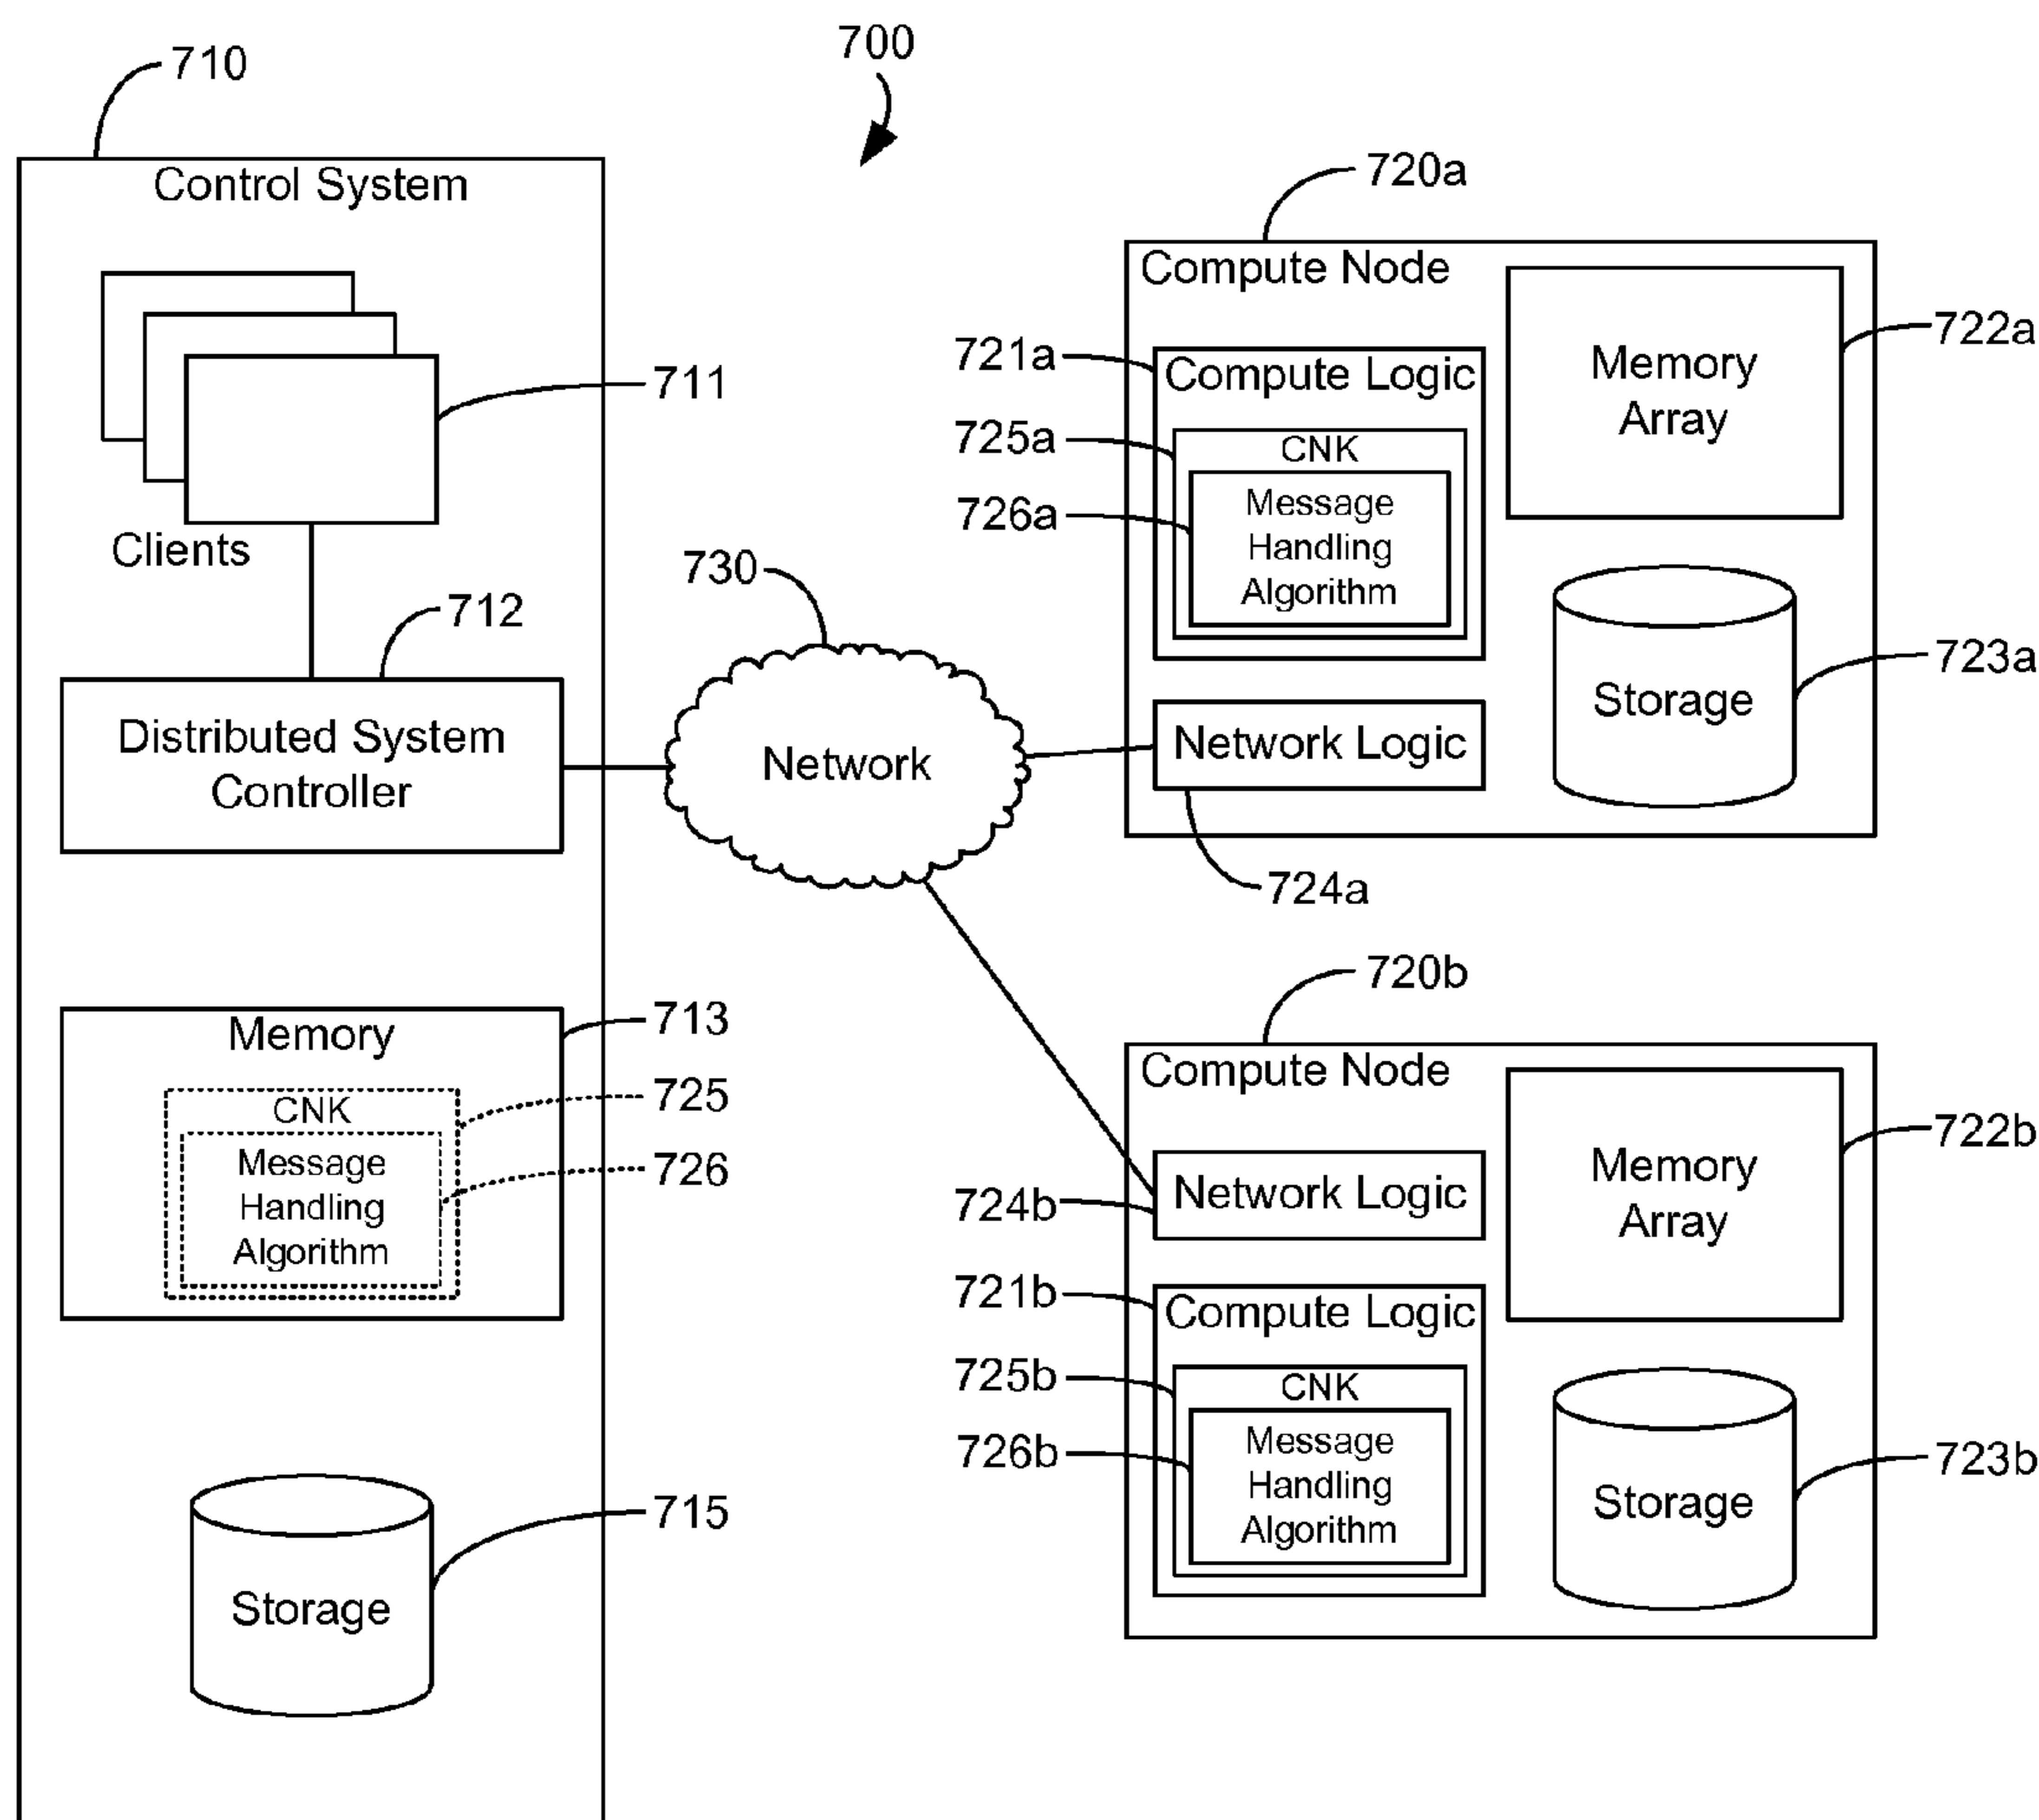 700
710
Control System
711
Clients
712
Distributed System
Controller
713
Memory
725
CNK
726
Message
Handling
Algorithm
715
Storage
730
Network
720a
Compute Node
721a
Compute Logic
725a
CNK
726a
Message
Handling
Algorithm
722a
Memory
Array
723a
Storage
Network Logic
724a
720b
Compute Node
722b
Memory
Array
724b
Network Logic
721b
Compute Logic
725b
CNK
726b
Message
Handling
Algorithm
723b
Storage